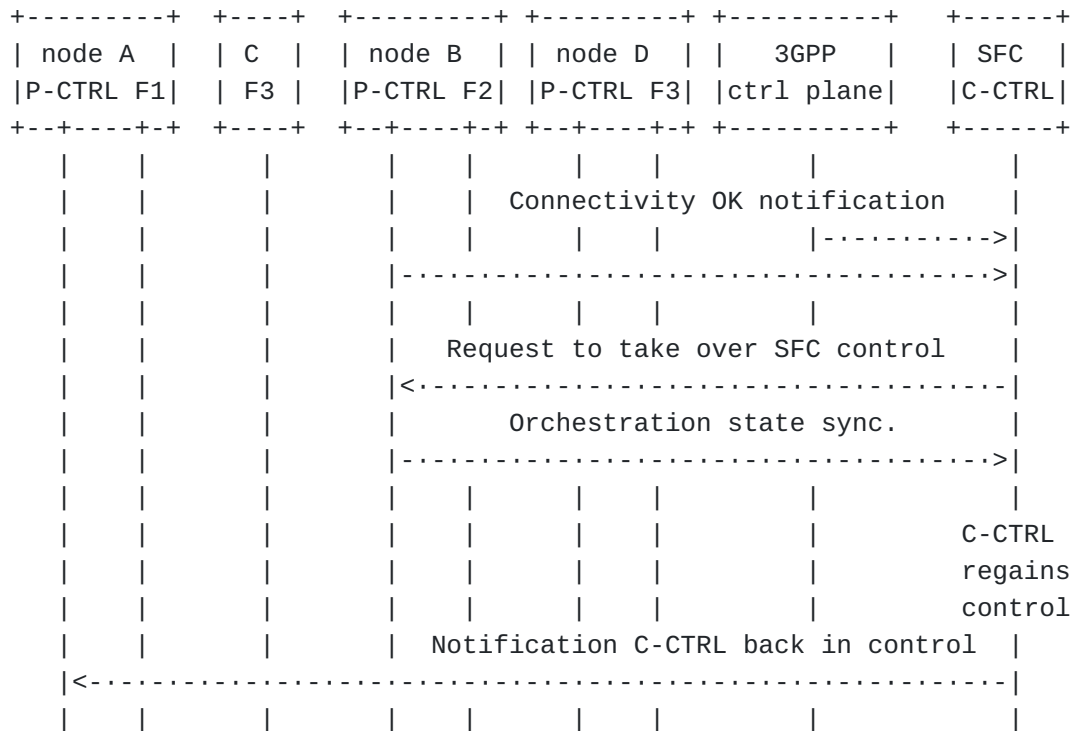 +---------+  +----+  +---------+ +---------+ +----------+   +------+
| node A  |  | C  |  | node B  | | node D  | |   3GPP   |   | SFC  |
|P-CTRL F1|  | F3 |  |P-CTRL F2| |P-CTRL F3| |ctrl plane|   |C-CTRL|
+--+----+-+  +----+  +--+----+-+ +--+----+-+ +----------+   +------+
   |    |       |       |    |      |    |         |            |
   |    |       |       |    |  Connectivity OK notification    |
   |    |       |       |    |      |    |         |-·-·-·-·-·->|
   |    |       |       |-·-·-·-·-·-·-·-·-·-·-·-·-·-·-·-·-·-·-·>|
   |    |       |       |    |      |    |         |            |
   |    |       |       |   Request to take over SFC control    |
   |    |       |       |<·-·-·-·-·-·-·-·-·-·-·-·-·-·-·-·-·-·-·-|
   |    |       |       |       Orchestration state sync.       |
   |    |       |       |-·-·-·-·-·-·-·-·-·-·-·-·-·-·-·-·-·-·-·>|
   |    |       |       |    |      |    |         |            |
   |    |       |       |    |      |    |         |         C-CTRL
   |    |       |       |    |      |    |         |         regains
   |    |       |       |    |      |    |         |         control
   |    |       |       |  Notification C-CTRL back in control  |
   |<-·-·-·-·-·-·-·-·-·-·-·-·-·-·-·-·-·-·-·-·-·-·-·-·-·-·-·-·-·-|
   |    |       |       |    |      |    |         |            |